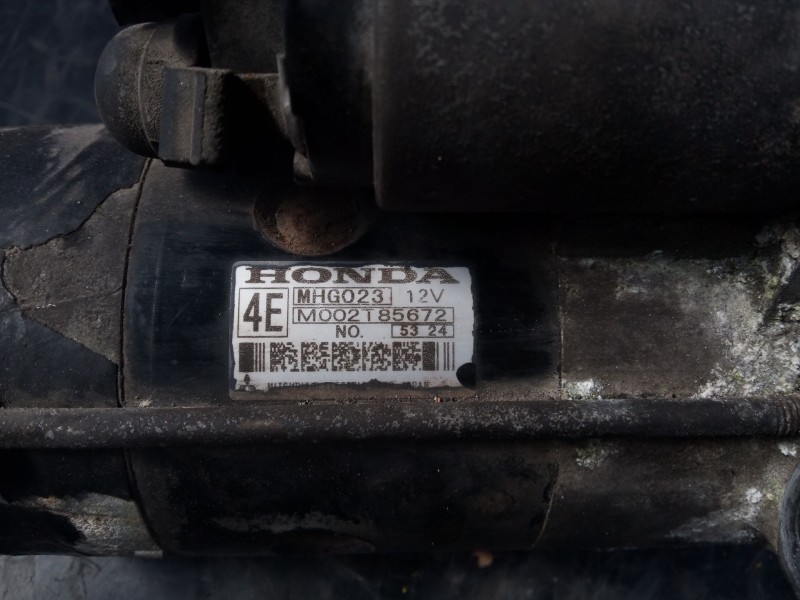 HONDA
4E MHG023 12V
M002T85672
NO. 53 24